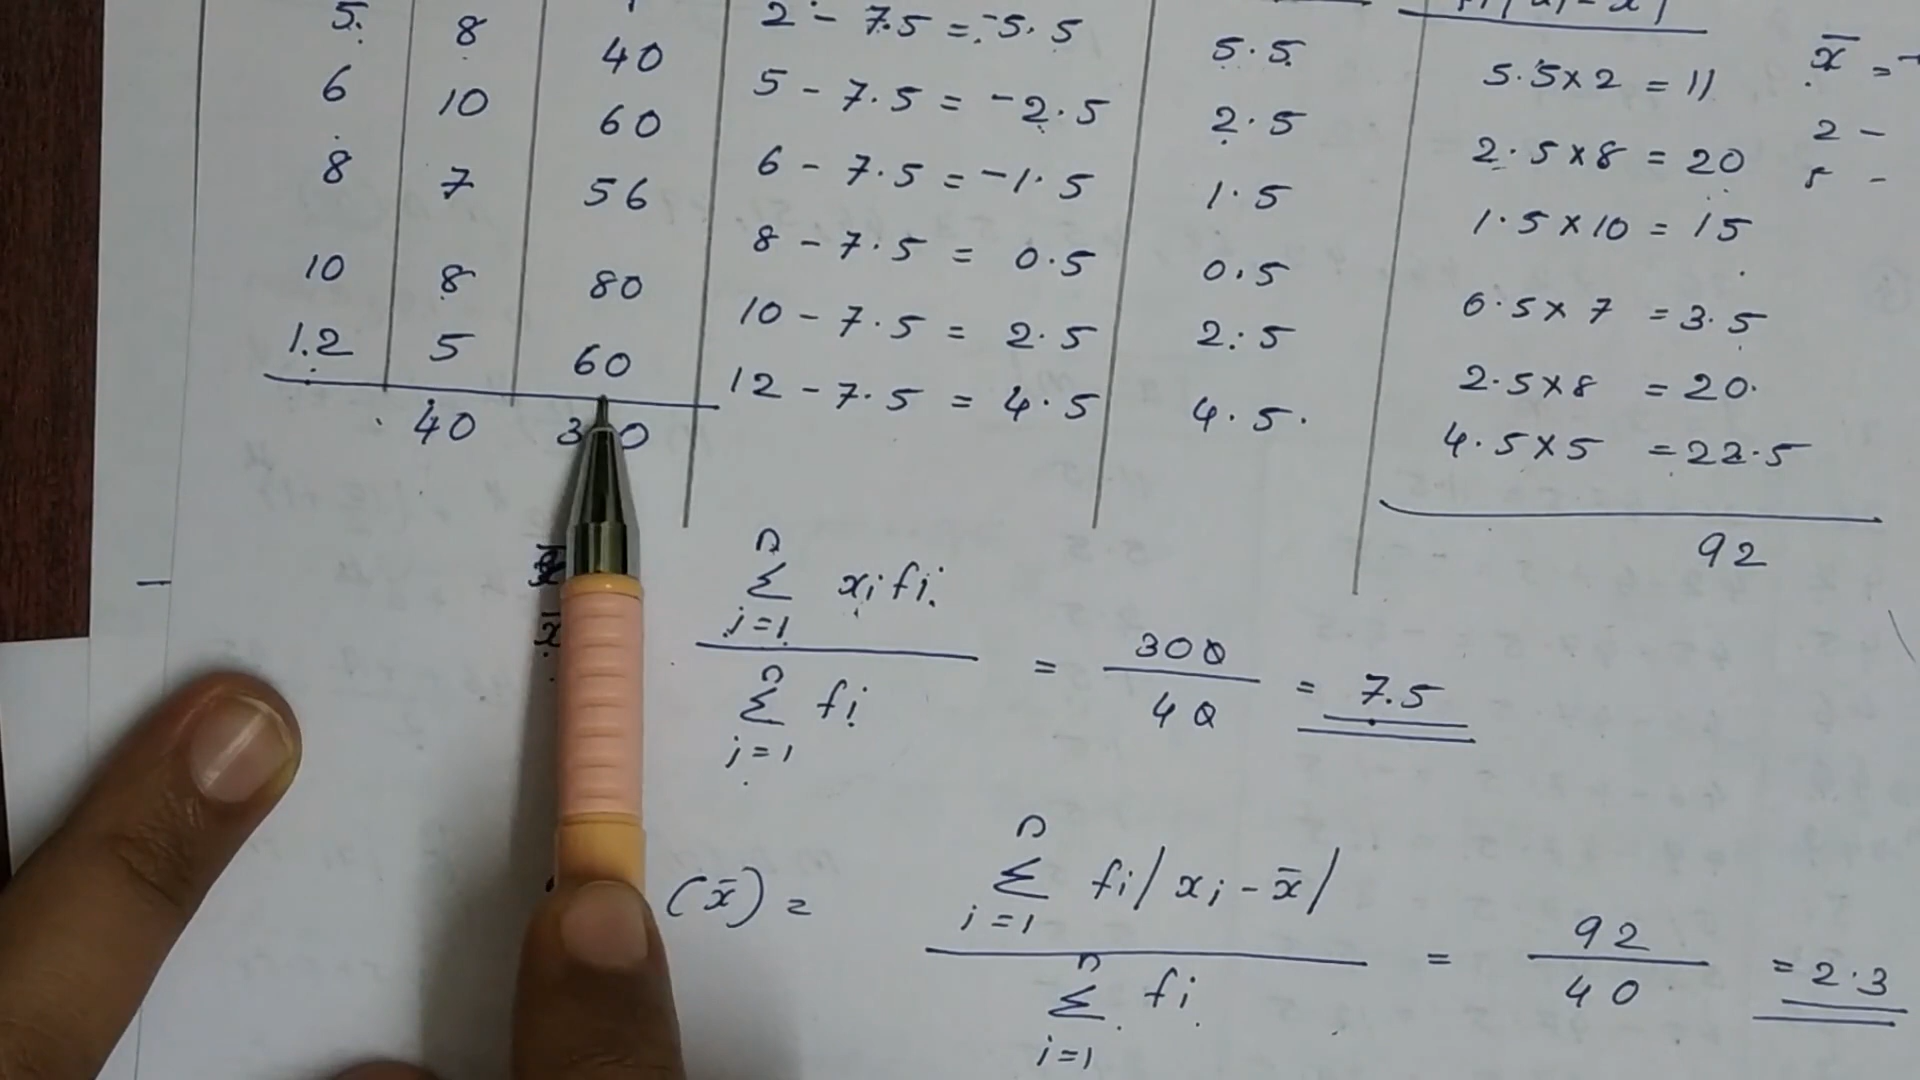 5 8 40 2 - 7.5 = -5.5 5.5 5.5 x 2 = 11 x̄ =
6 10 60 5 - 7.5 = -2.5 2.5 2.5 x 8 = 20 2 -
8 7 56 6 - 7.5 = -1.5 1.5 1.5 x 10 = 15 5 -
10 8 80 8 - 7.5 = 0.5 0.5 0.5 x 7 = 3.5
12 5 60 10 - 7.5 = 2.5 2.5 2.5 x 8 = 20
40 12 - 7.5 = 4.5 4.5 4.5 x 5 = 22.5
92
n
Σ xi fi
i=1
= 300 / 40 = 7.5
n
Σ fi
i=1
(x̄) =
n
Σ fi | xi - x̄ |
i=1
= 92 / 40 = 2.3
n
Σ fi
i=1